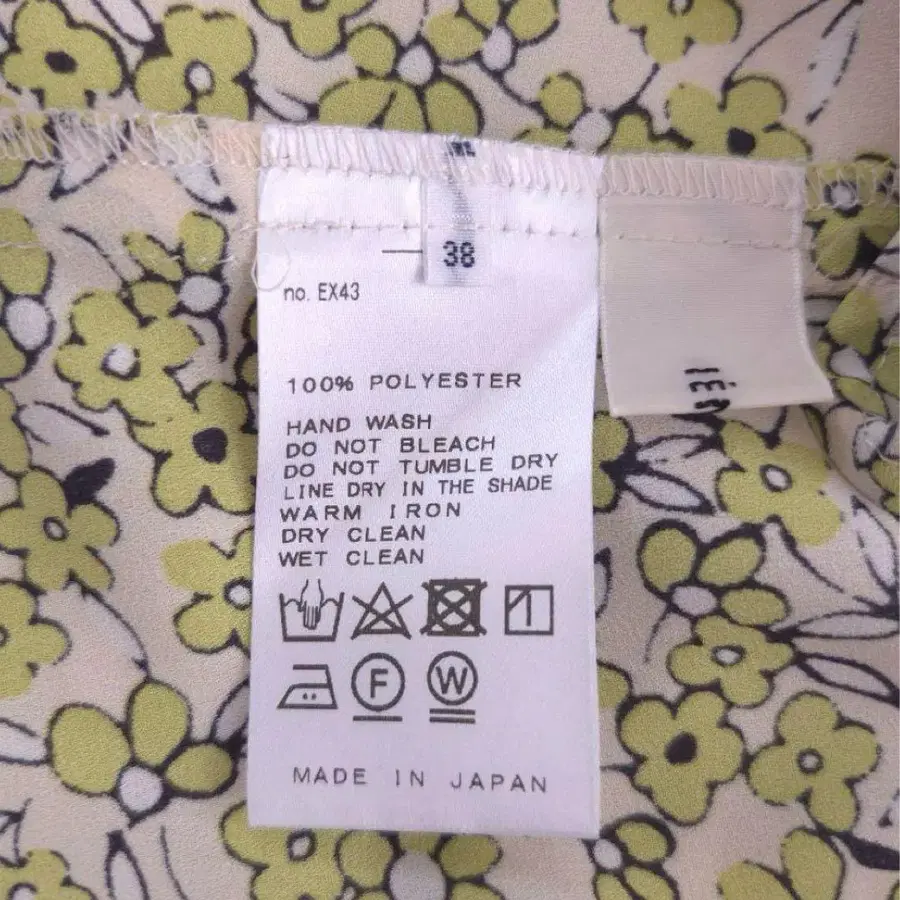 38
no. EX43
100% POLYESTER
HAND WASH
DO NOT BLEACH
DO NOT TUMBLE DRY
LINE DRY IN THE SHADE
WARM IRON
DRY CLEAN
WET CLEAN
F W
MADE IN JAPAN